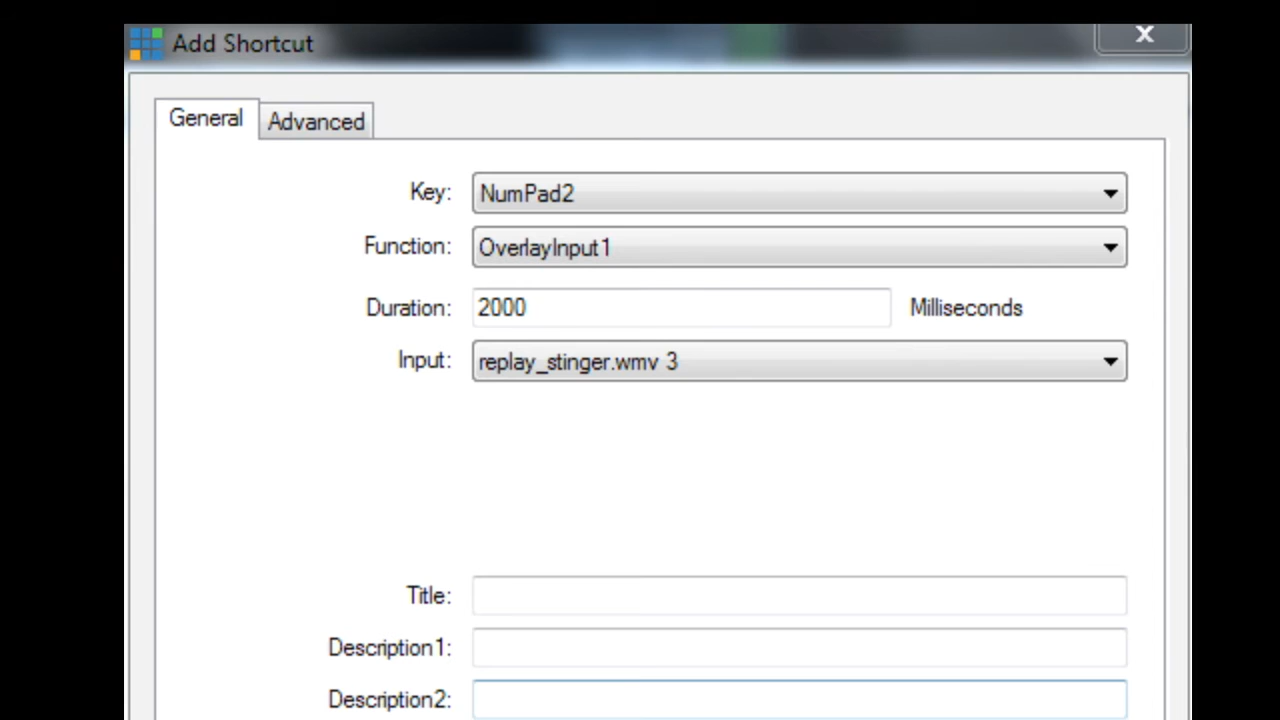 Add Shortcut
X
General Advanced
Key: NumPad2
Function: OverlayInput1
Duration: 2000 Milliseconds
Input: replay_stinger.wmv 3
Title:
Description1:
Description2: